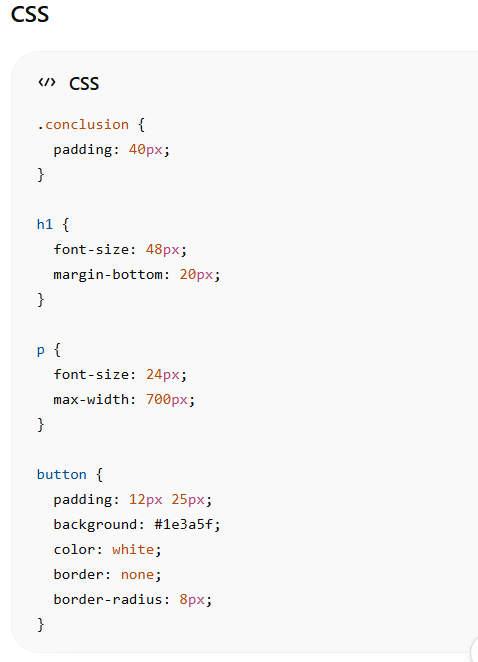 CSS
</> CSS
.conclusion {
  padding: 40px;
}

h1 {
  font-size: 48px;
  margin-bottom: 20px;
}

p {
  font-size: 24px;
  max-width: 700px;
}

button {
  padding: 12px 25px;
  background: #1e3a5f;
  color: white;
  border: none;
  border-radius: 8px;
}